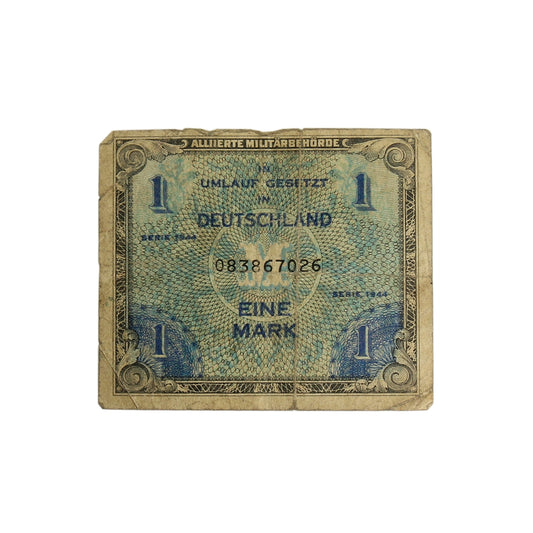 ALLIIERTE MILITÄRBEHÖRDE
IN
UMLAUF GESETZT
IN
DEUTSCHLAND
1 1
SERIE 1944
083867026
SERIE 1944
EINE
MARK
1 1